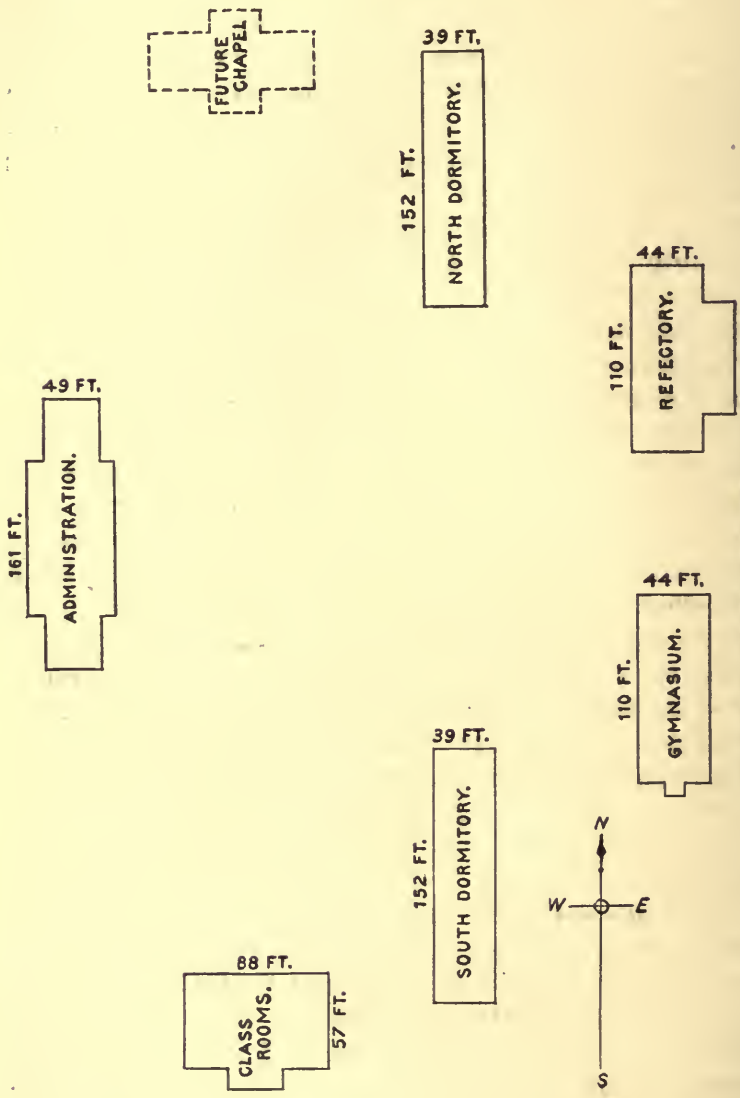 FUTURE
CHAPEL
39 FT.
152 FT.
NORTH DORMITORY.
44 FT.
110 FT.
REFECTORY.
49 FT.
161 FT.
ADMINISTRATION.
44 FT.
110 FT.
GYMNASIUM.
39 FT.
152 FT.
SOUTH DORMITORY.
88 FT.
57 FT.
CLASS
ROOMS.
N
W
E
S